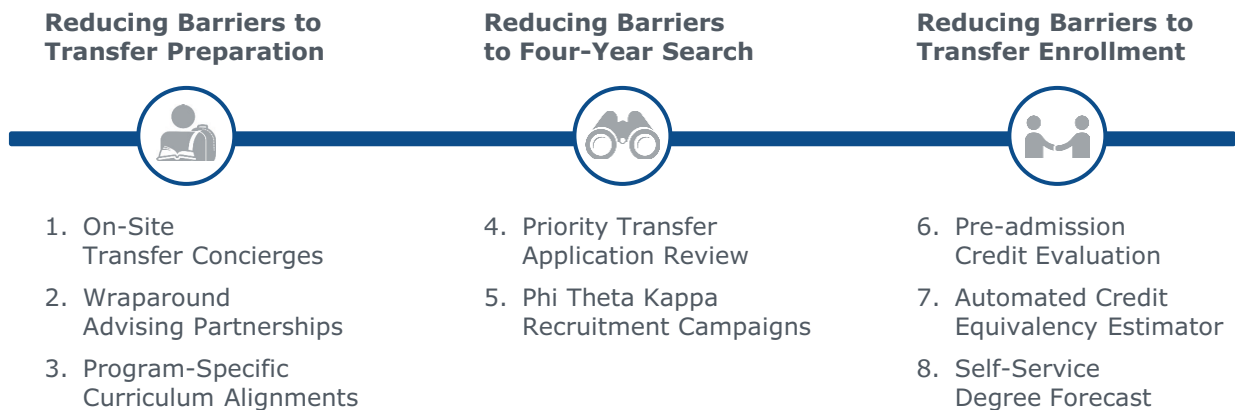 Reducing Barriers to
Transfer Preparation
1. On-Site
Transfer Concierges
2. Wraparound
Advising Partnerships
3. Program-Specific
Curriculum Alignments
Reducing Barriers
to Four-Year Search
4. Priority Transfer
Application Review
5. Phi Theta Kappa
Recruitment Campaigns
Reducing Barriers to
Transfer Enrollment
6. Pre-admission
Credit Evaluation
7. Automated Credit
Equivalency Estimator
8. Self-Service
Degree Forecast